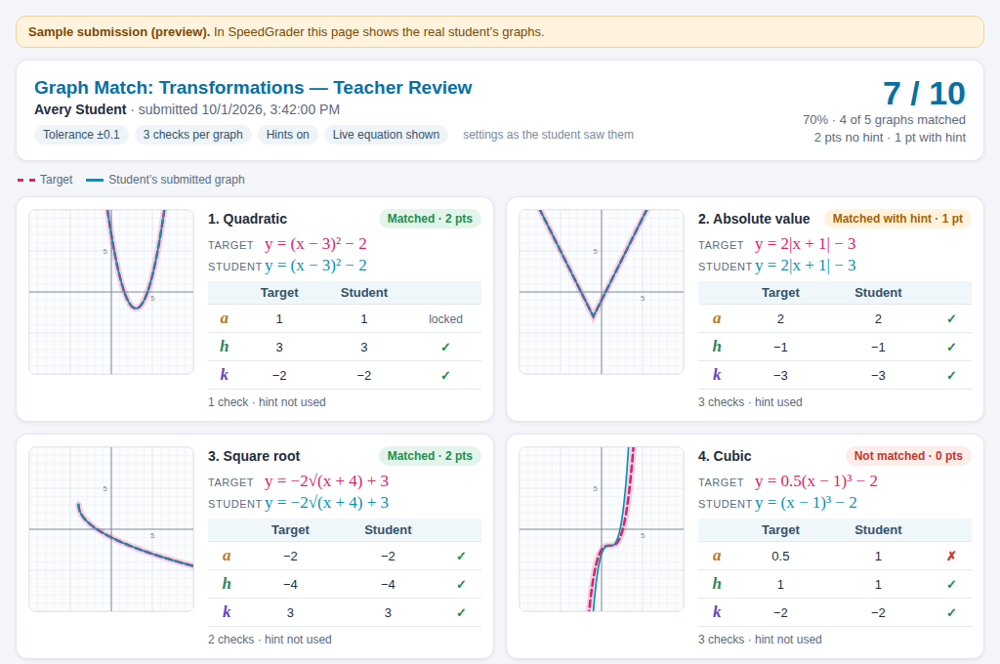 Sample submission (preview). In SpeedGrader this page shows the real student's graphs.
Graph Match: Transformations — Teacher Review
Avery Student · submitted 10/1/2026, 3:42:00 PM
Tolerance ±0.1 3 checks per graph Hints on Live equation shown settings as the student saw them
7 / 10
70% · 4 of 5 graphs matched
2 pts no hint · 1 pt with hint
Target Student's submitted graph
5
5
1. Quadratic Matched · 2 pts
TARGET y = (x − 3)² − 2
STUDENT y = (x − 3)² − 2
Target Student
a 1 1 locked
h 3 3 ✓
k −2 −2 ✓
1 check · hint not used
5
5
2. Absolute value Matched with hint · 1 pt
TARGET y = 2|x + 1| − 3
STUDENT y = 2|x + 1| − 3
Target Student
a 2 2 ✓
h −1 −1 ✓
k −3 −3 ✓
3 checks · hint used
5
5
3. Square root Matched · 2 pts
TARGET y = −2√(x + 4) + 3
STUDENT y = −2√(x + 4) + 3
Target Student
a −2 −2 ✓
h −4 −4 ✓
k 3 3 ✓
2 checks · hint not used
5
5
4. Cubic Not matched · 0 pts
TARGET y = 0.5(x − 1)³ − 2
STUDENT y = (x − 1)³ − 2
Target Student
a 0.5 1 ✗
h 1 1 ✓
k −2 −2 ✓
3 checks · hint not used